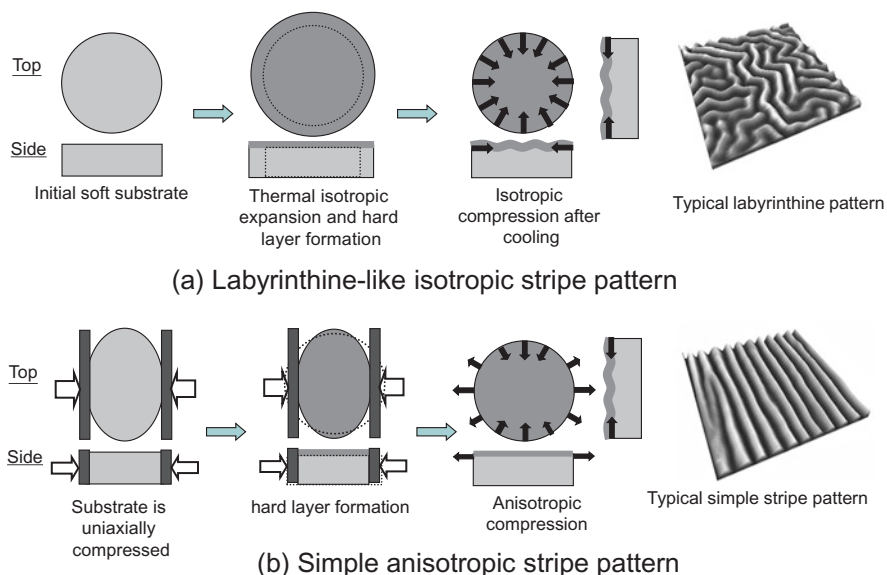 Top
Side
Initial soft substrate
Thermal isotropic
expansion and hard
layer formation
Isotropic
compression after
cooling
Typical labyrinthine pattern
(a) Labyrinthine-like isotropic stripe pattern
Top
Side
Substrate is
uniaxially
compressed
hard layer formation
Anisotropic
compression
Typical simple stripe pattern
(b) Simple anisotropic stripe pattern